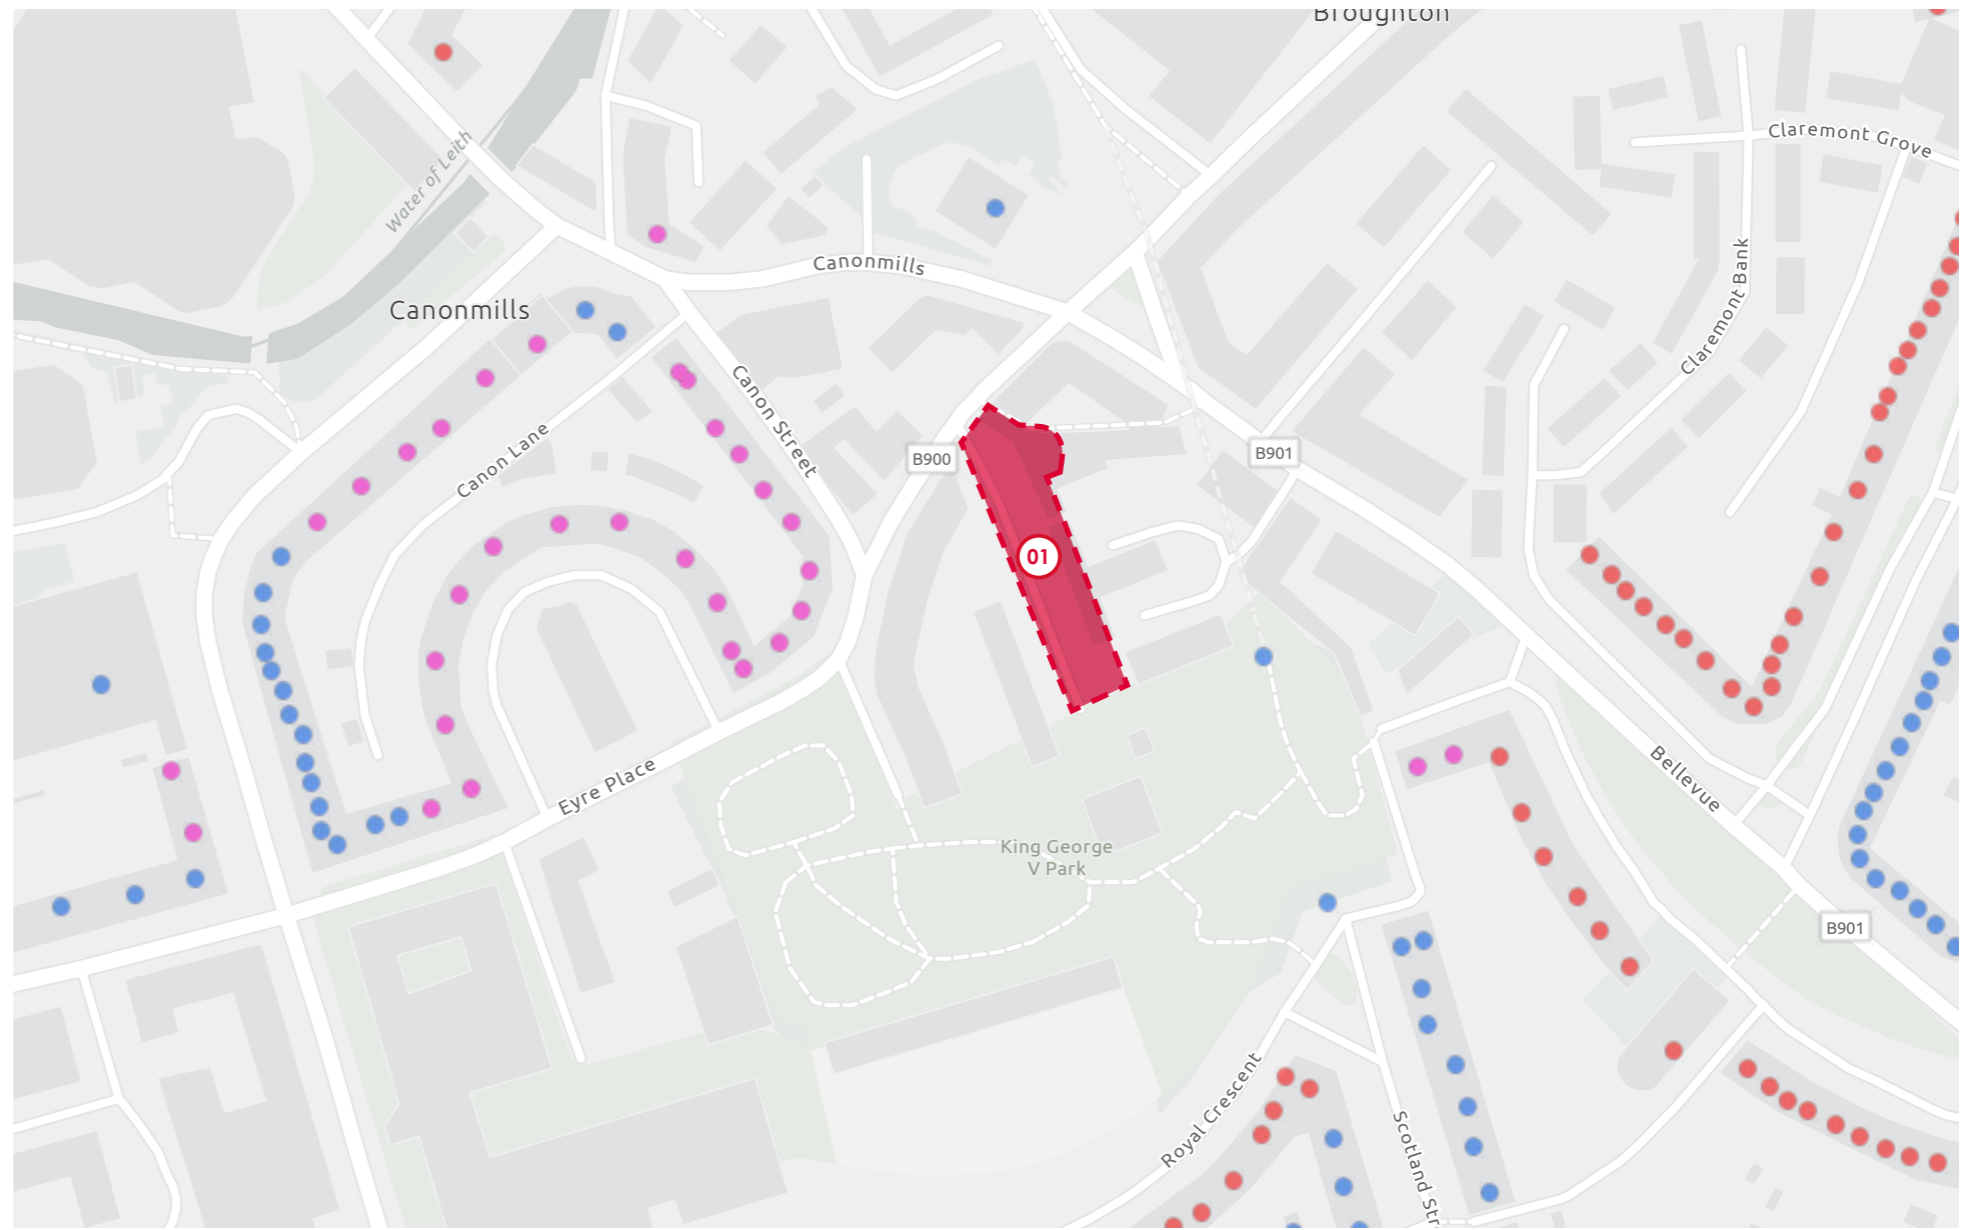 Broughton
Claremont Grove
Water of Leith
Canonmills
Canonmills
Claremont Bank
Canon Street
Canon Lane
B900
B901
01
Eyre Place
Bellevue
King George
V Park
B901
Royal Crescent
Scotland Str